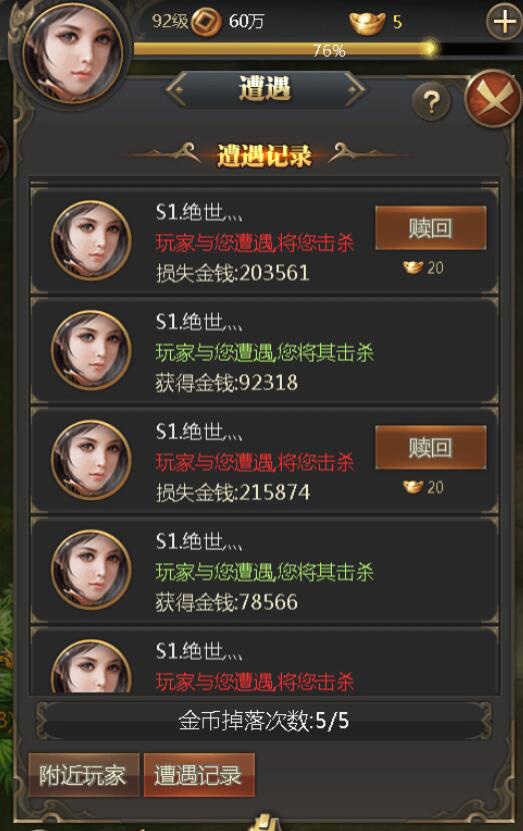 92级 60万 5
76%
遭遇
?
遭遇记录
S1.绝世灬
玩家与您遭遇,将您击杀
赎回
损失金钱:203561
20
S1.绝世灬
玩家与您遭遇,您将其击杀
获得金钱:92318
S1.绝世灬
玩家与您遭遇,将您击杀
赎回
损失金钱:215874
20
S1.绝世灬
玩家与您遭遇,您将其击杀
获得金钱:78566
S1.绝世灬
玩家与您遭遇,将您击杀
金币掉落次数:5/5
附近玩家 遭遇记录